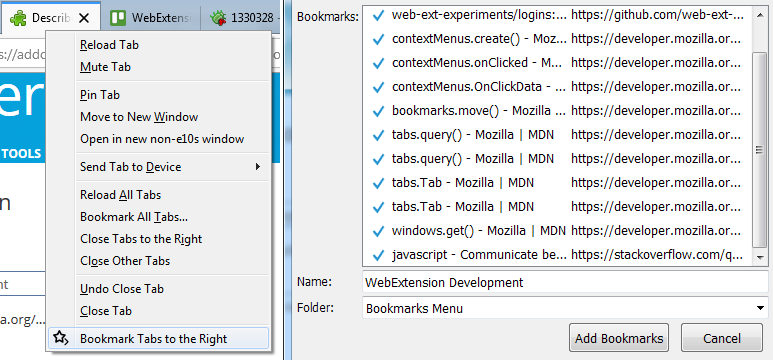 Describ
WebExtens
1330328 -
https://addo
Reload Tab
Mute Tab
Pin Tab
Move to New Window
Open in new non-e10s window
TOOLS
Send Tab to Device
Reload All Tabs
Bookmark All Tabs...
Close Tabs to the Right
Close Other Tabs
Undo Close Tab
Close Tab
Bookmark Tabs to the Right
a.org/...
Bookmarks:
web-ext-experiments/logins:... https://github.com/web-ext-...
contextMenus.create() - Moz... https://developer.mozilla.or...
contextMenus.onClicked – M... https://developer.mozilla.or...
contextMenus.OnClickData - ... https://developer.mozilla.or...
bookmarks.move() - Mozilla ... https://developer.mozilla.or...
tabs.query() - Mozilla | MDN https://developer.mozilla.or...
tabs.query() - Mozilla | MDN https://developer.mozilla.or...
tabs.Tab - Mozilla | MDN https://developer.mozilla.or...
tabs.Tab - Mozilla | MDN https://developer.mozilla.or...
windows.get() - Mozilla | MDN https://developer.mozilla.or...
javascript - Communicate be... https://stackoverflow.com/q...
Name: WebExtension Development
Folder: Bookmarks Menu
Add Bookmarks Cancel